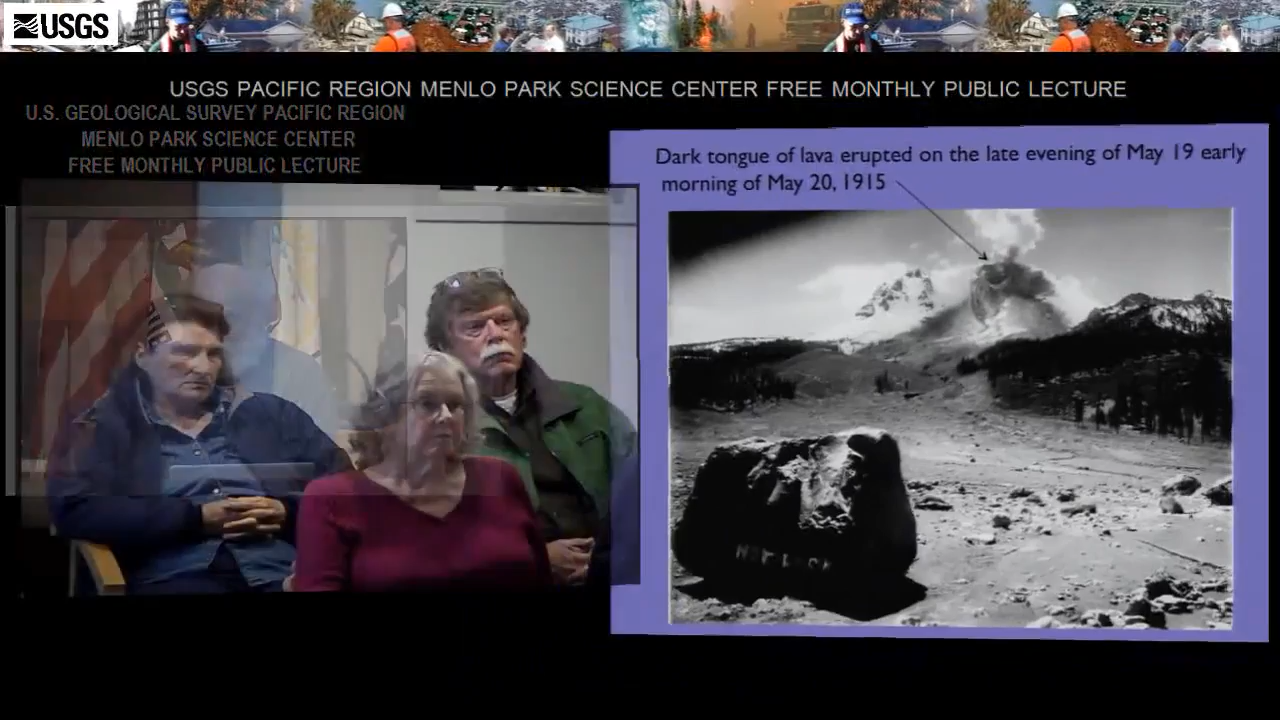 USGS
USGS PACIFIC REGION MENLO PARK SCIENCE CENTER FREE MONTHLY PUBLIC LECTURE
U.S. GEOLOGICAL SURVEY PACIFIC REGION
MENLO PARK SCIENCE CENTER
FREE MONTHLY PUBLIC LECTURE
Dark tongue of lava erupted on the late evening of May 19 early
morning of May 20, 1915
HOT ROCK